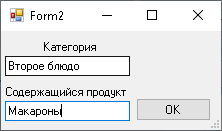 Form2
Категория
Второе блюдо
Содержащийся продукт
Макароны
OK